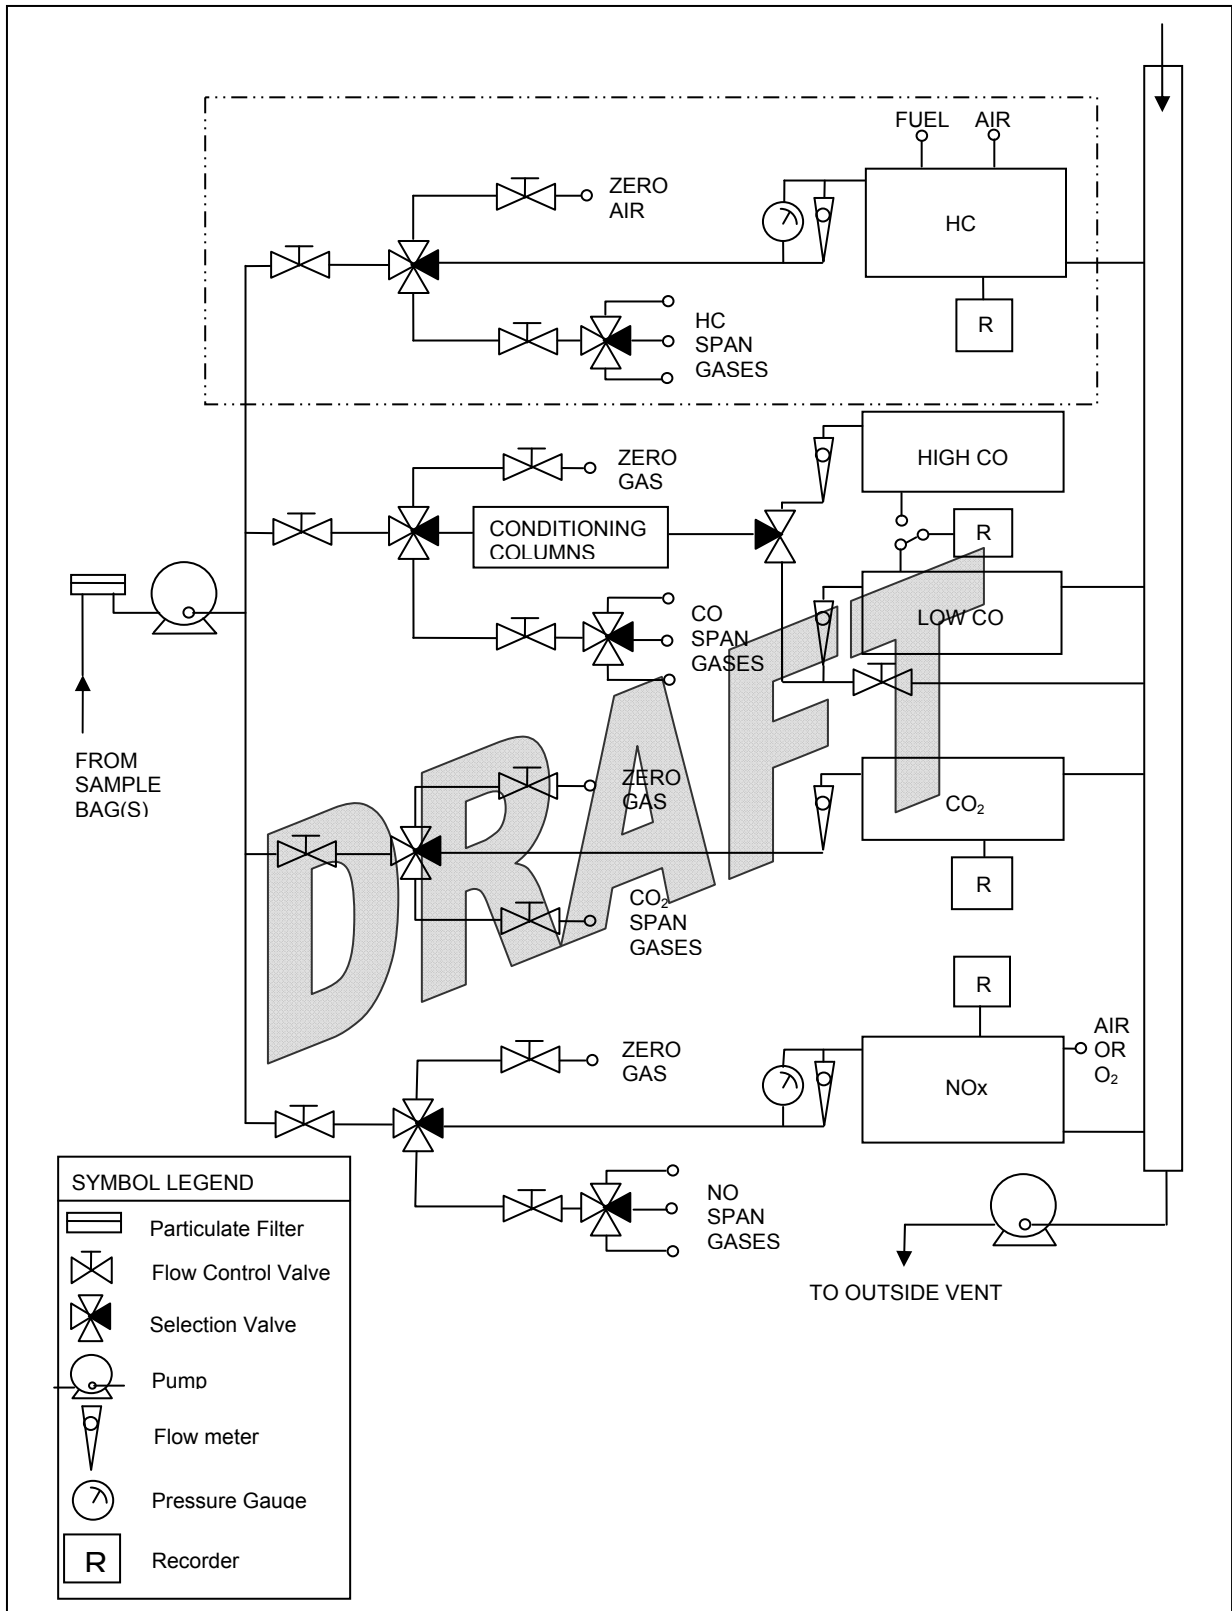 FUEL AIR
ZERO
AIR
HC
R
HC
SPAN
GASES
ZERO
GAS
HIGH CO
CONDITIONING
COLUMNS
R
CO
SPAN
GASES
LOW CO
FROM
SAMPLE
BAG(S)
ZERO
GAS
CO₂
R
CO₂
SPAN
GASES
DRAFT
R
ZERO
GAS
NOx
AIR
OR
O₂
NO
SPAN
GASES
TO OUTSIDE VENT
SYMBOL LEGEND
Particulate Filter
Flow Control Valve
Selection Valve
Pump
Flow meter
Pressure Gauge
R Recorder